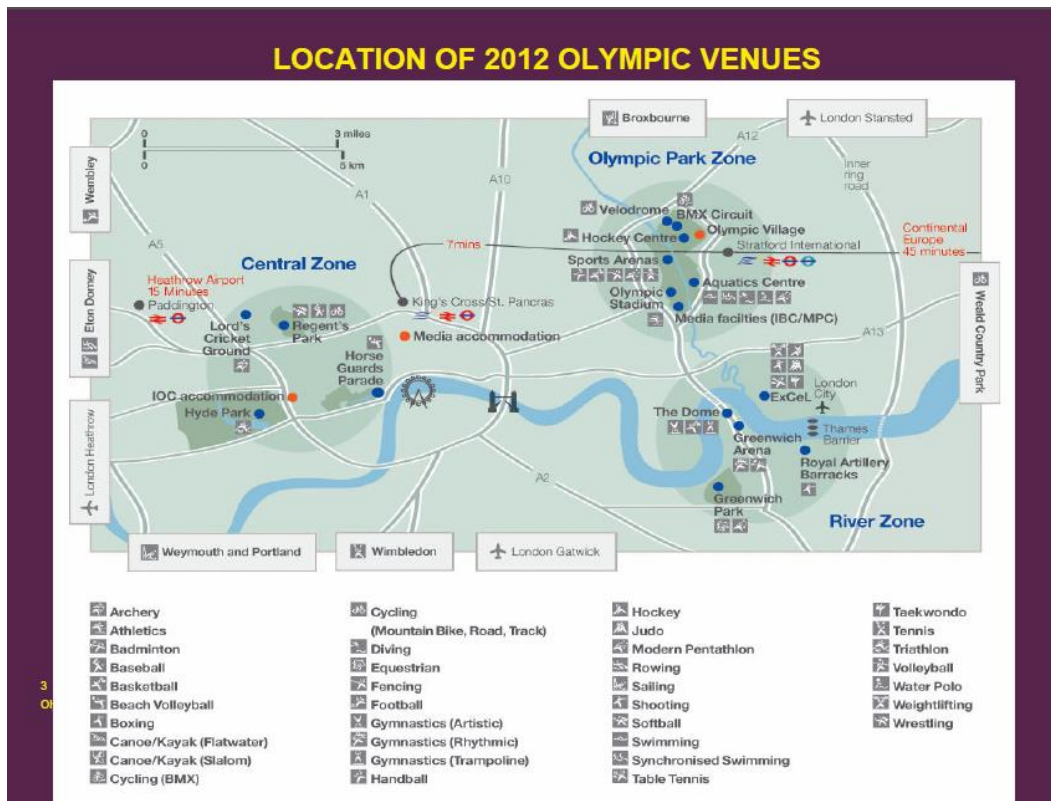 LOCATION OF 2012 OLYMPIC VENUES
0
3 miles
0
5 km
Broxbourne
London Stansted
A12
Olympic Park Zone
Inner
ring
road
Wembley
A1
A10
Velodrome
BMX Circuit
Olympic Village
Hockey Centre
Stratford International
Continental
Europe
45 minutes
7mins
A5
Central Zone
Sports Arenas
Eton Dorney
Heathrow Airport
15 Minutes
Paddington
Aquatics Centre
Olympic
Stadium
King's Cross/St. Pancras
Media facilties (IBC/MPC)
Weald Country Park
Lord's
Cricket
Ground
Regent's
Park
Media accommodation
A13
Horse
Guards
Parade
London
City
ExCeL
IOC accommodation
Hyde Park
The Dome
Thames
Barrier
Greenwich
Arena
London Heathrow
Royal Artillery
Barracks
A2
Greenwich
Park
River Zone
Weymouth and Portland
Wimbledon
London Gatwick
Archery
Athletics
Badminton
Baseball
Basketball
Beach Volleyball
Boxing
Canoe/Kayak (Flatwater)
Canoe/Kayak (Slalom)
Cycling (BMX)
Cycling
(Mountain Bike, Road, Track)
Diving
Equestrian
Fencing
Football
Gymnastics (Artistic)
Gymnastics (Rhythmic)
Gymnastics (Trampoline)
Handball
Hockey
Judo
Modern Pentathlon
Rowing
Sailing
Shooting
Softball
Swimming
Synchronised Swimming
Table Tennis
Taekwondo
Tennis
Triathlon
Volleyball
Water Polo
Weightlifting
Wrestling
3